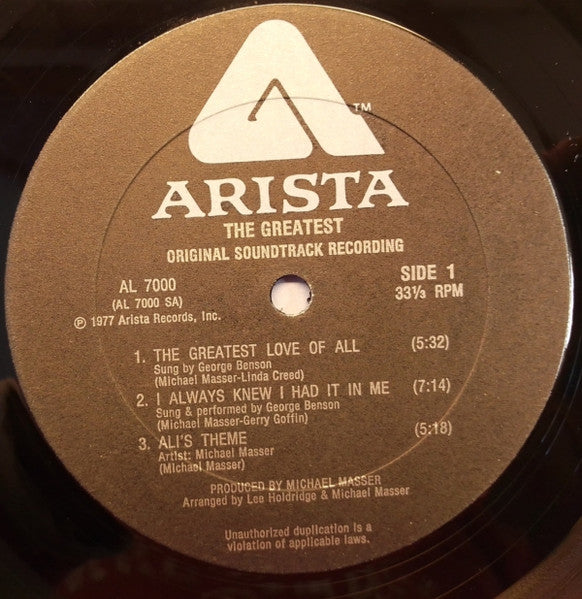 TM
ARISTA
THE GREATEST
ORIGINAL SOUNDTRACK RECORDING
AL 7000
(AL 7000 SA)
℗ 1977 Arista Records, Inc.
SIDE 1
33⅓ RPM
1. THE GREATEST LOVE OF ALL (5:32)
Sung by George Benson
(Michael Masser-Linda Creed)
2. I ALWAYS KNEW I HAD IT IN ME (7:14)
Sung & performed by George Benson
(Michael Masser-Gerry Goffin)
3. ALI'S THEME (5:18)
Artist: Michael Masser
(Michael Masser)
PRODUCED BY MICHAEL MASSER
Arranged by Lee Holdridge & Michael Masser
Unauthorized duplication is a
violation of applicable laws.